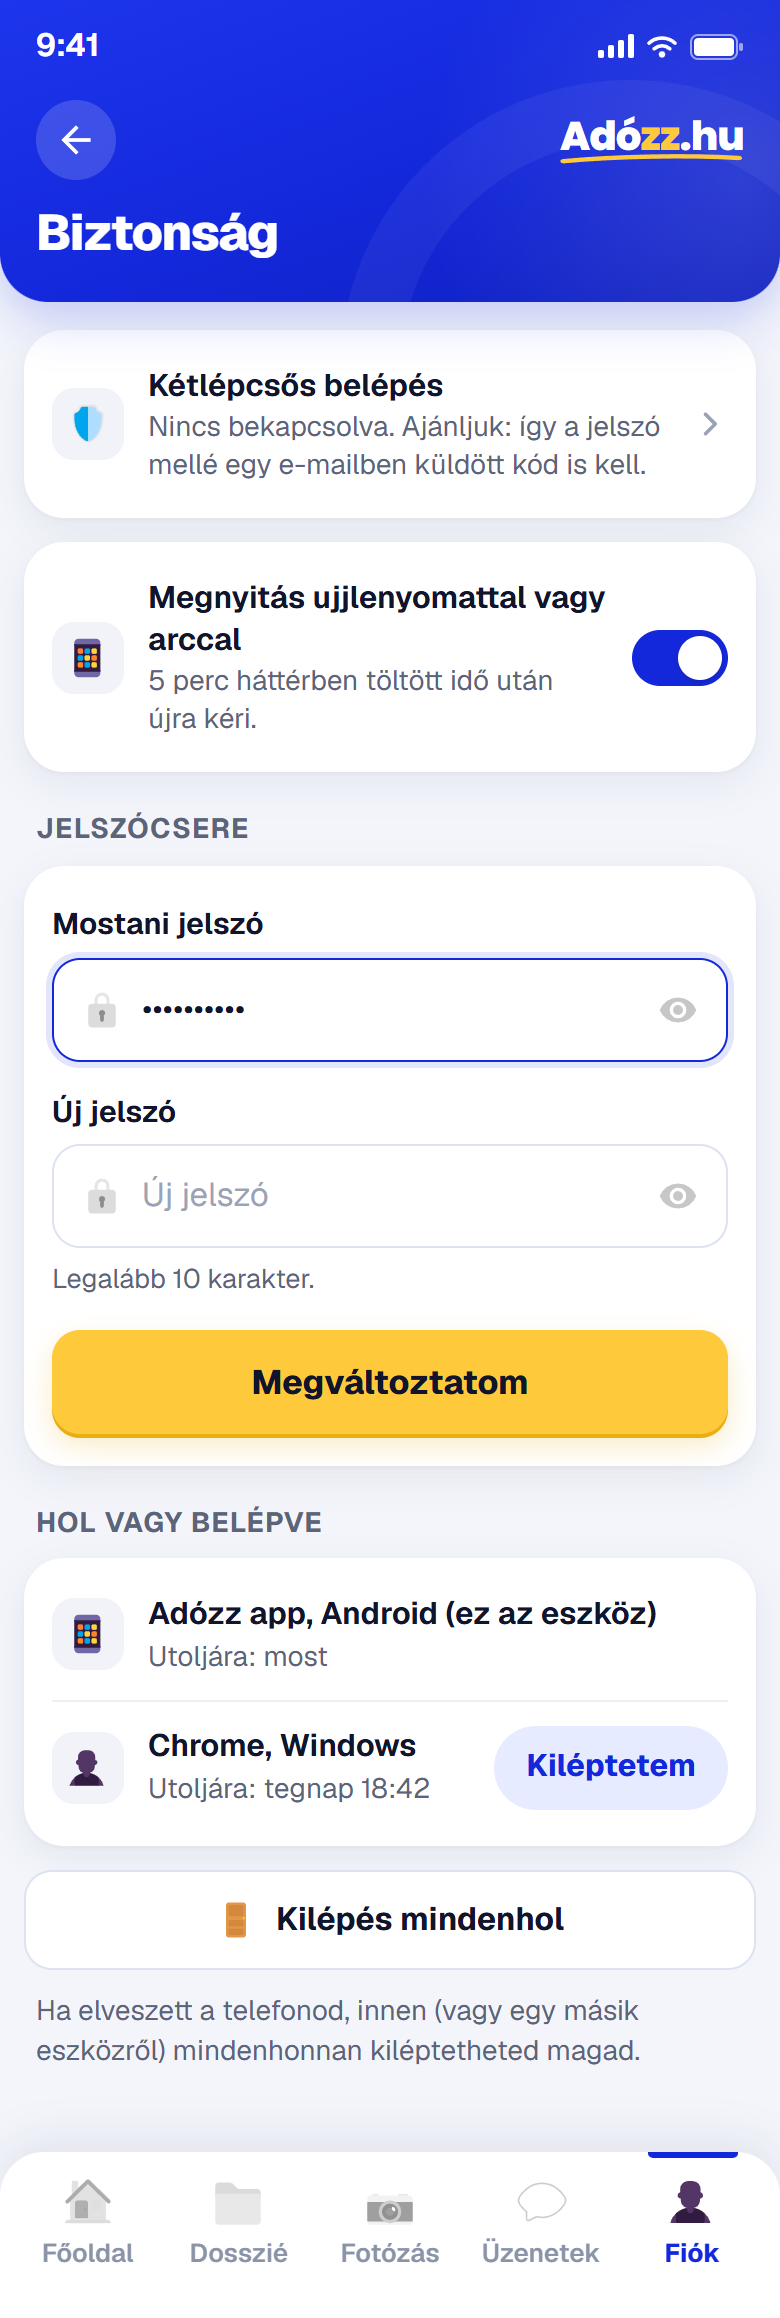 9:41
Adózz.hu
Biztonság
Kétlépcsős belépés
Nincs bekapcsolva. Ajánljuk: így a jelszó
mellé egy e-mailben küldött kód is kell.
Megnyitás ujjlenyomattal vagy
arccal
5 perc háttérben töltött idő után
újra kéri.
JELSZÓCSERE
Mostani jelszó
••••••••••
Új jelszó
Új jelszó
Legalább 10 karakter.
Megváltoztatom
HOL VAGY BELÉPVE
Adózz app, Android (ez az eszköz)
Utoljára: most
Chrome, Windows
Utoljára: tegnap 18:42
Kiléptetem
Kilépés mindenhol
Ha elveszett a telefonod, innen (vagy egy másik
eszközről) mindenhonnan kiléptetheted magad.
Főoldal
Dosszié
Fotózás
Üzenetek
Fiók